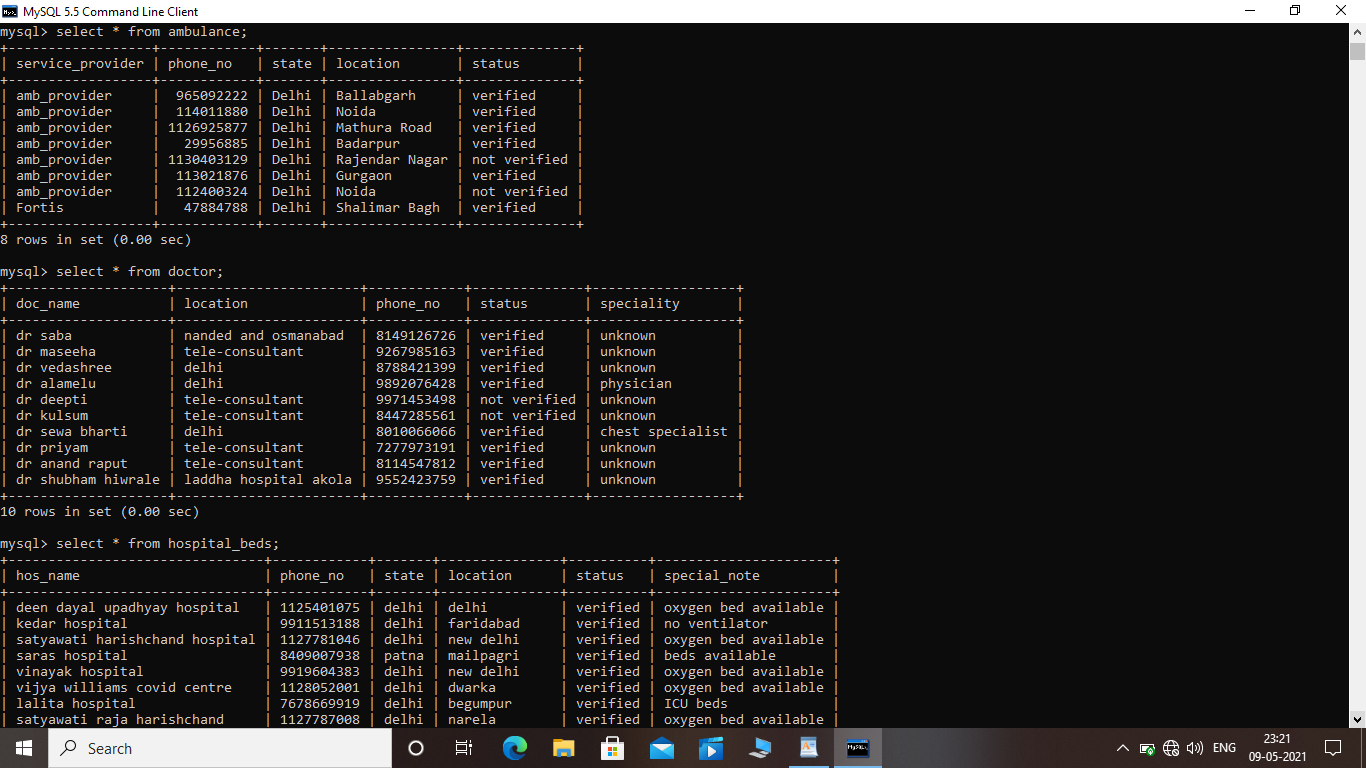 MySQL 5.5 Command Line Client
mysql> select * from ambulance;
+------------------+------------+-------+----------------+--------------+
| service_provider | phone_no   | state | location       | status       |
+------------------+------------+-------+----------------+--------------+
| amb_provider     |  965092222 | Delhi | Ballabgarh     | verified     |
| amb_provider     |  114011880 | Delhi | Noida          | verified     |
| amb_provider     | 1126925877 | Delhi | Mathura Road   | verified     |
| amb_provider     |   29956885 | Delhi | Badarpur       | verified     |
| amb_provider     | 1130403129 | Delhi | Rajendar Nagar | not verified |
| amb_provider     |  113021876 | Delhi | Gurgaon        | verified     |
| amb_provider     |  112400324 | Delhi | Noida          | not verified |
| Fortis           |   47884788 | Delhi | Shalimar Bagh  | verified     |
+------------------+------------+-------+----------------+--------------+
8 rows in set (0.00 sec)
mysql> select * from doctor;
+--------------------+-----------------------+------------+--------------+------------------+
| doc_name           | location              | phone_no   | status       | speciality       |
+--------------------+-----------------------+------------+--------------+------------------+
| dr saba            | nanded and osmanabad  | 8149126726 | verified     | unknown          |
| dr maseeha         | tele-consultant       | 9267985163 | verified     | unknown          |
| dr vedashree       | delhi                 | 8788421399 | verified     | unknown          |
| dr alamelu         | delhi                 | 9892076428 | verified     | physician        |
| dr deepti          | tele-consultant       | 9971453498 | not verified | unknown          |
| dr kulsum          | tele-consultant       | 8447285561 | not verified | unknown          |
| dr sewa bharti     | delhi                 | 8010066066 | verified     | chest specialist |
| dr priyam          | tele-consultant       | 7277973191 | verified     | unknown          |
| dr anand raput     | tele-consultant       | 8114547812 | verified     | unknown          |
| dr shubham hiwrale | laddha hospital akola | 9552423759 | verified     | unknown          |
+--------------------+-----------------------+------------+--------------+------------------+
10 rows in set (0.00 sec)
mysql> select * from hospital_beds;
+--------------------------------+------------+-------+-------------+----------+----------------------+
| hos_name                       | phone_no   | state | location    | status   | special_note         |
+--------------------------------+------------+-------+-------------+----------+----------------------+
| deen dayal upadhyay hospital   | 1125401075 | delhi | delhi       | verified | oxygen bed available |
| kedar hospital                 | 9911513188 | delhi | faridabad   | verified | no ventilator        |
| satyawati harishchand hospital | 1127781046 | delhi | new delhi   | verified | oxygen bed available |
| saras hospital                 | 8409007938 | patna | mailpagri   | verified | beds available       |
| vinayak hospital               | 9919604383 | delhi | new delhi   | verified | oxygen bed available |
| vijya williams covid centre    | 1128052001 | delhi | dwarka      | verified | oxygen bed available |
| lalita hospital                | 7678669919 | delhi | begumpur    | verified | ICU beds             |
| satyawati raja harishchand     | 1127787008 | delhi | narela      | verified | oxygen bed available |
Search
ENG
23:21
09-05-2021